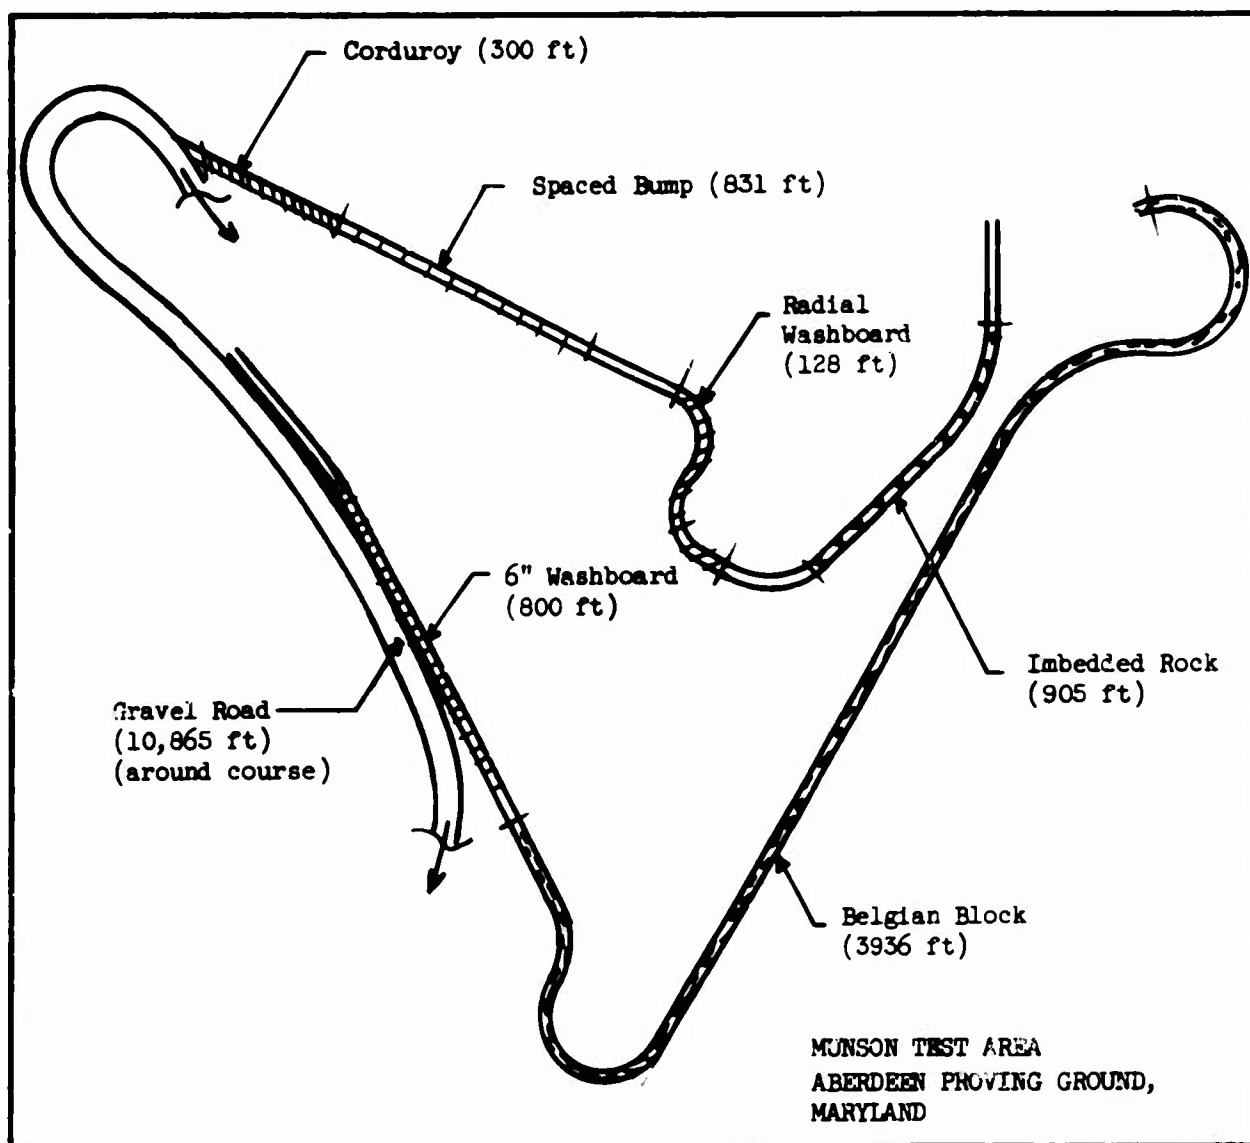 Corduroy (300 ft)
Spaced Bump (831 ft)
Radial
Washboard
(128 ft)
6" Washboard
(800 ft)
Imbedded Rock
(905 ft)
Gravel Road
(10,865 ft)
(around course)
Belgian Block
(3936 ft)
MUNSON TEST AREA
ABERDEEN PROVING GROUND,
MARYLAND